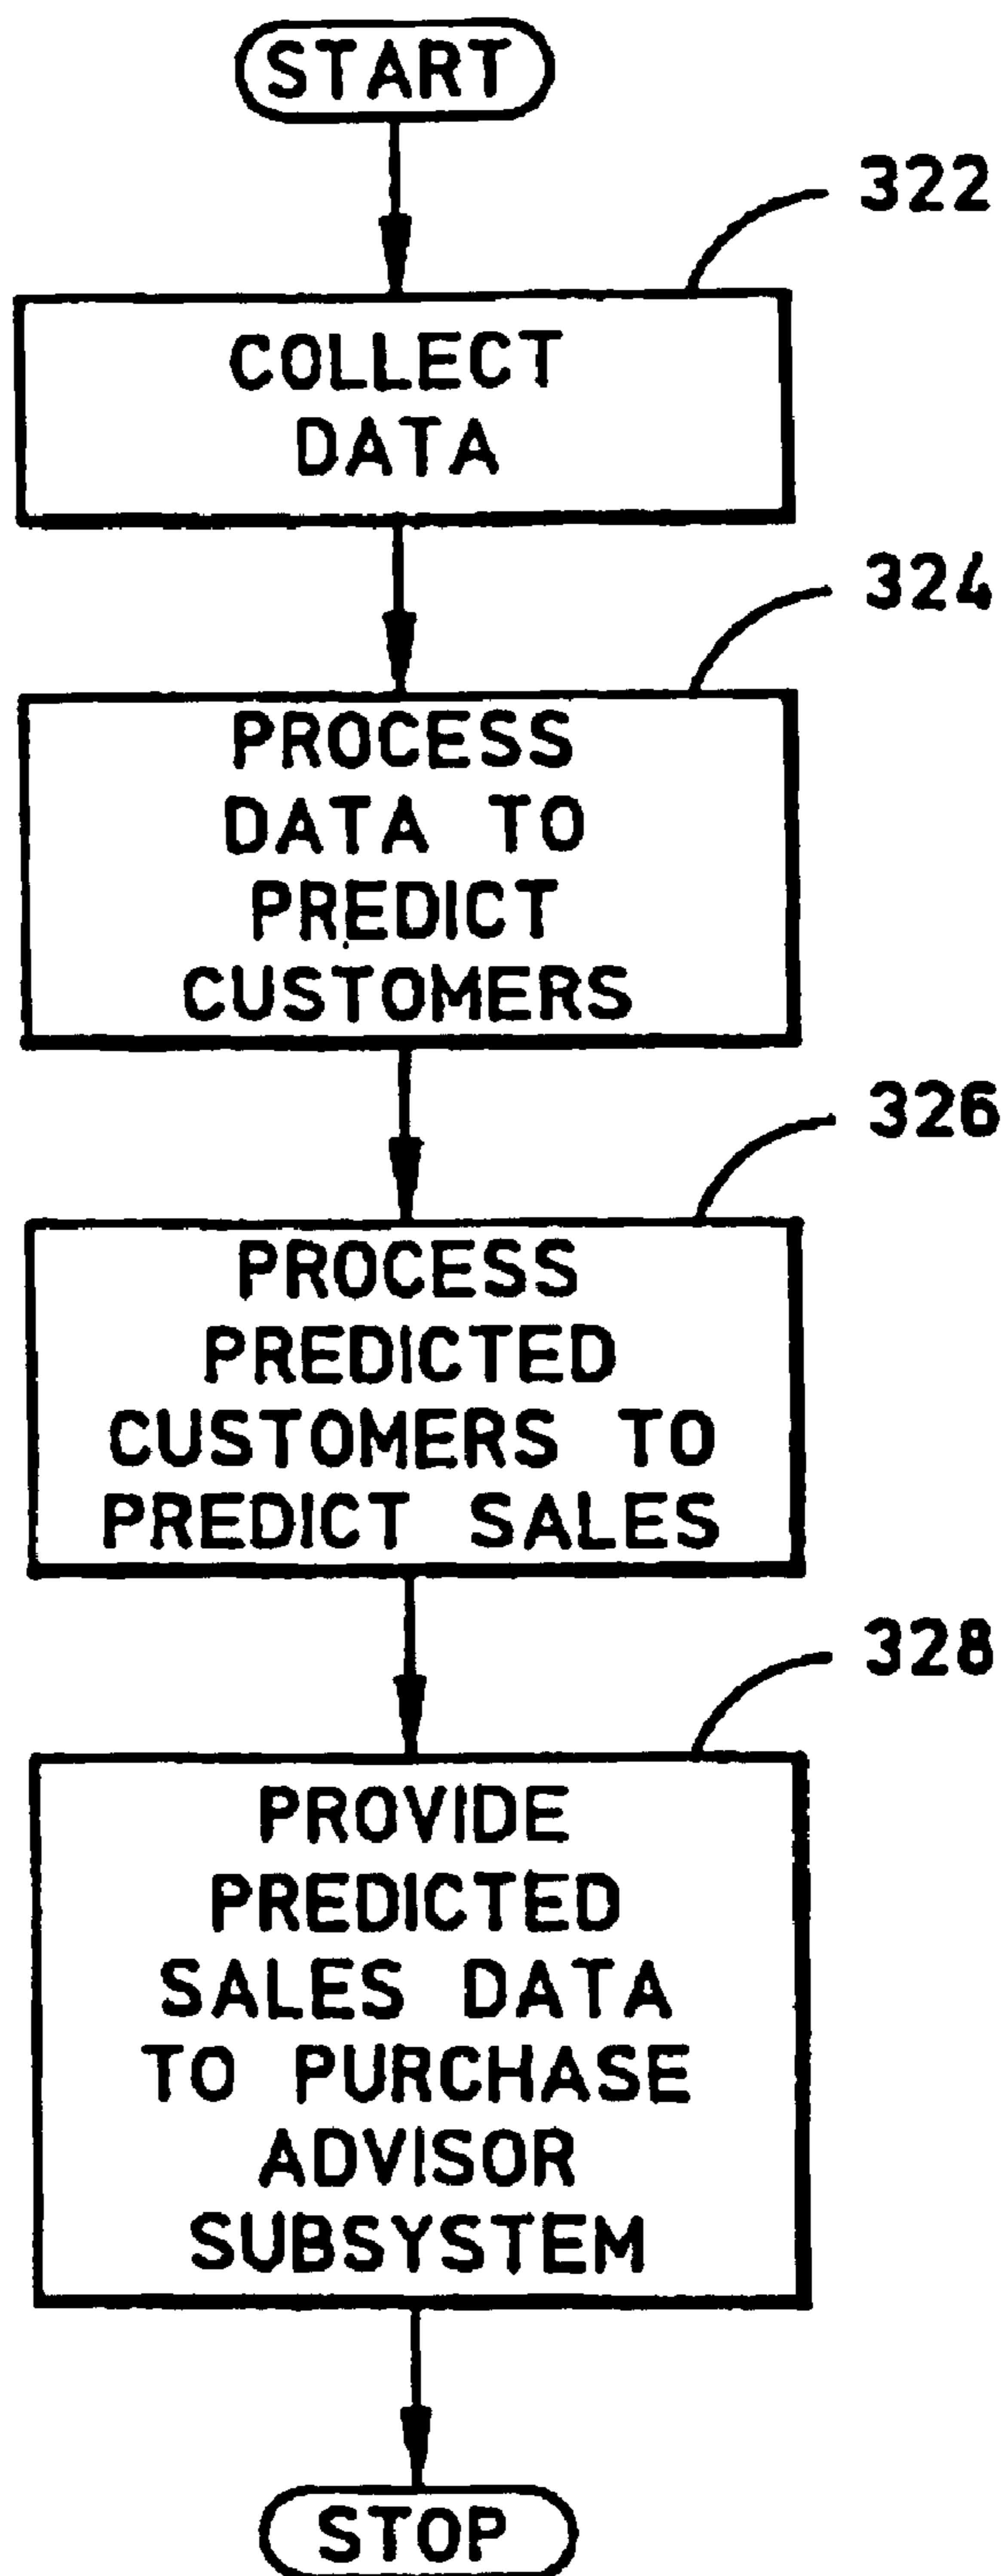 START
322
COLLECT
DATA
324
PROCESS
DATA TO
PREDICT
CUSTOMERS
326
PROCESS
PREDICTED
CUSTOMERS TO
PREDICT SALES
328
PROVIDE
PREDICTED
SALES DATA
TO PURCHASE
ADVISOR
SUBSYSTEM
STOP